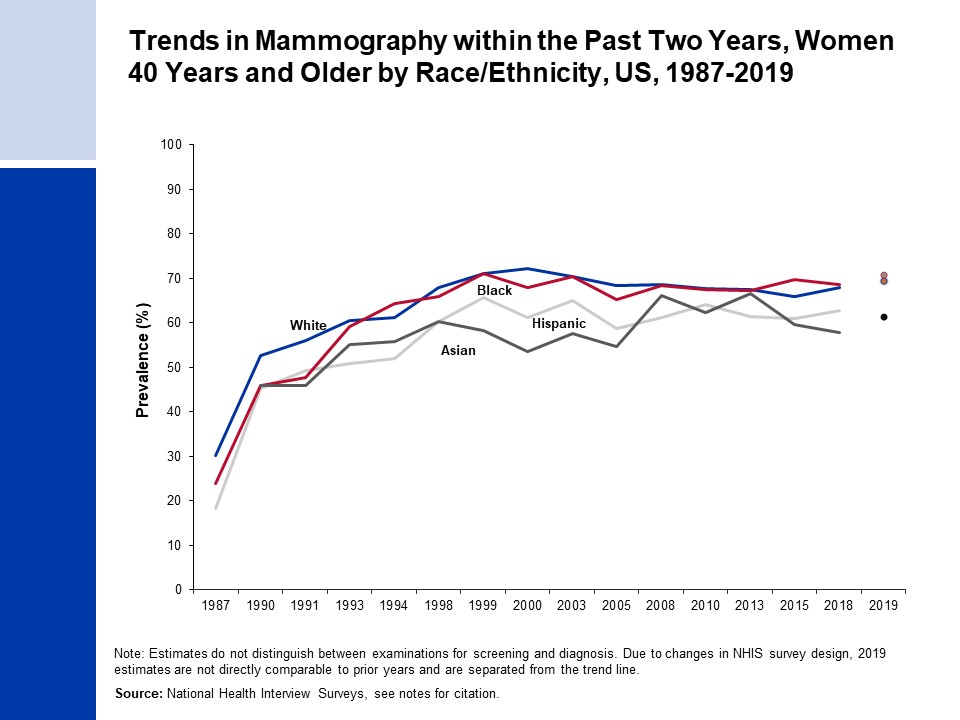 Trends in Mammography within the Past Two Years, Women
40 Years and Older by Race/Ethnicity, US, 1987-2019
100
90
80
70
60
50
40
30
20
10
0
Prevalence (%)
White
Black
Hispanic
Asian
1987 1990 1991 1993 1994 1998 1999 2000 2003 2005 2008 2010 2013 2015 2018 2019
Note: Estimates do not distinguish between examinations for screening and diagnosis. Due to changes in NHIS survey design, 2019
estimates are not directly comparable to prior years and are separated from the trend line.
Source: National Health Interview Surveys, see notes for citation.